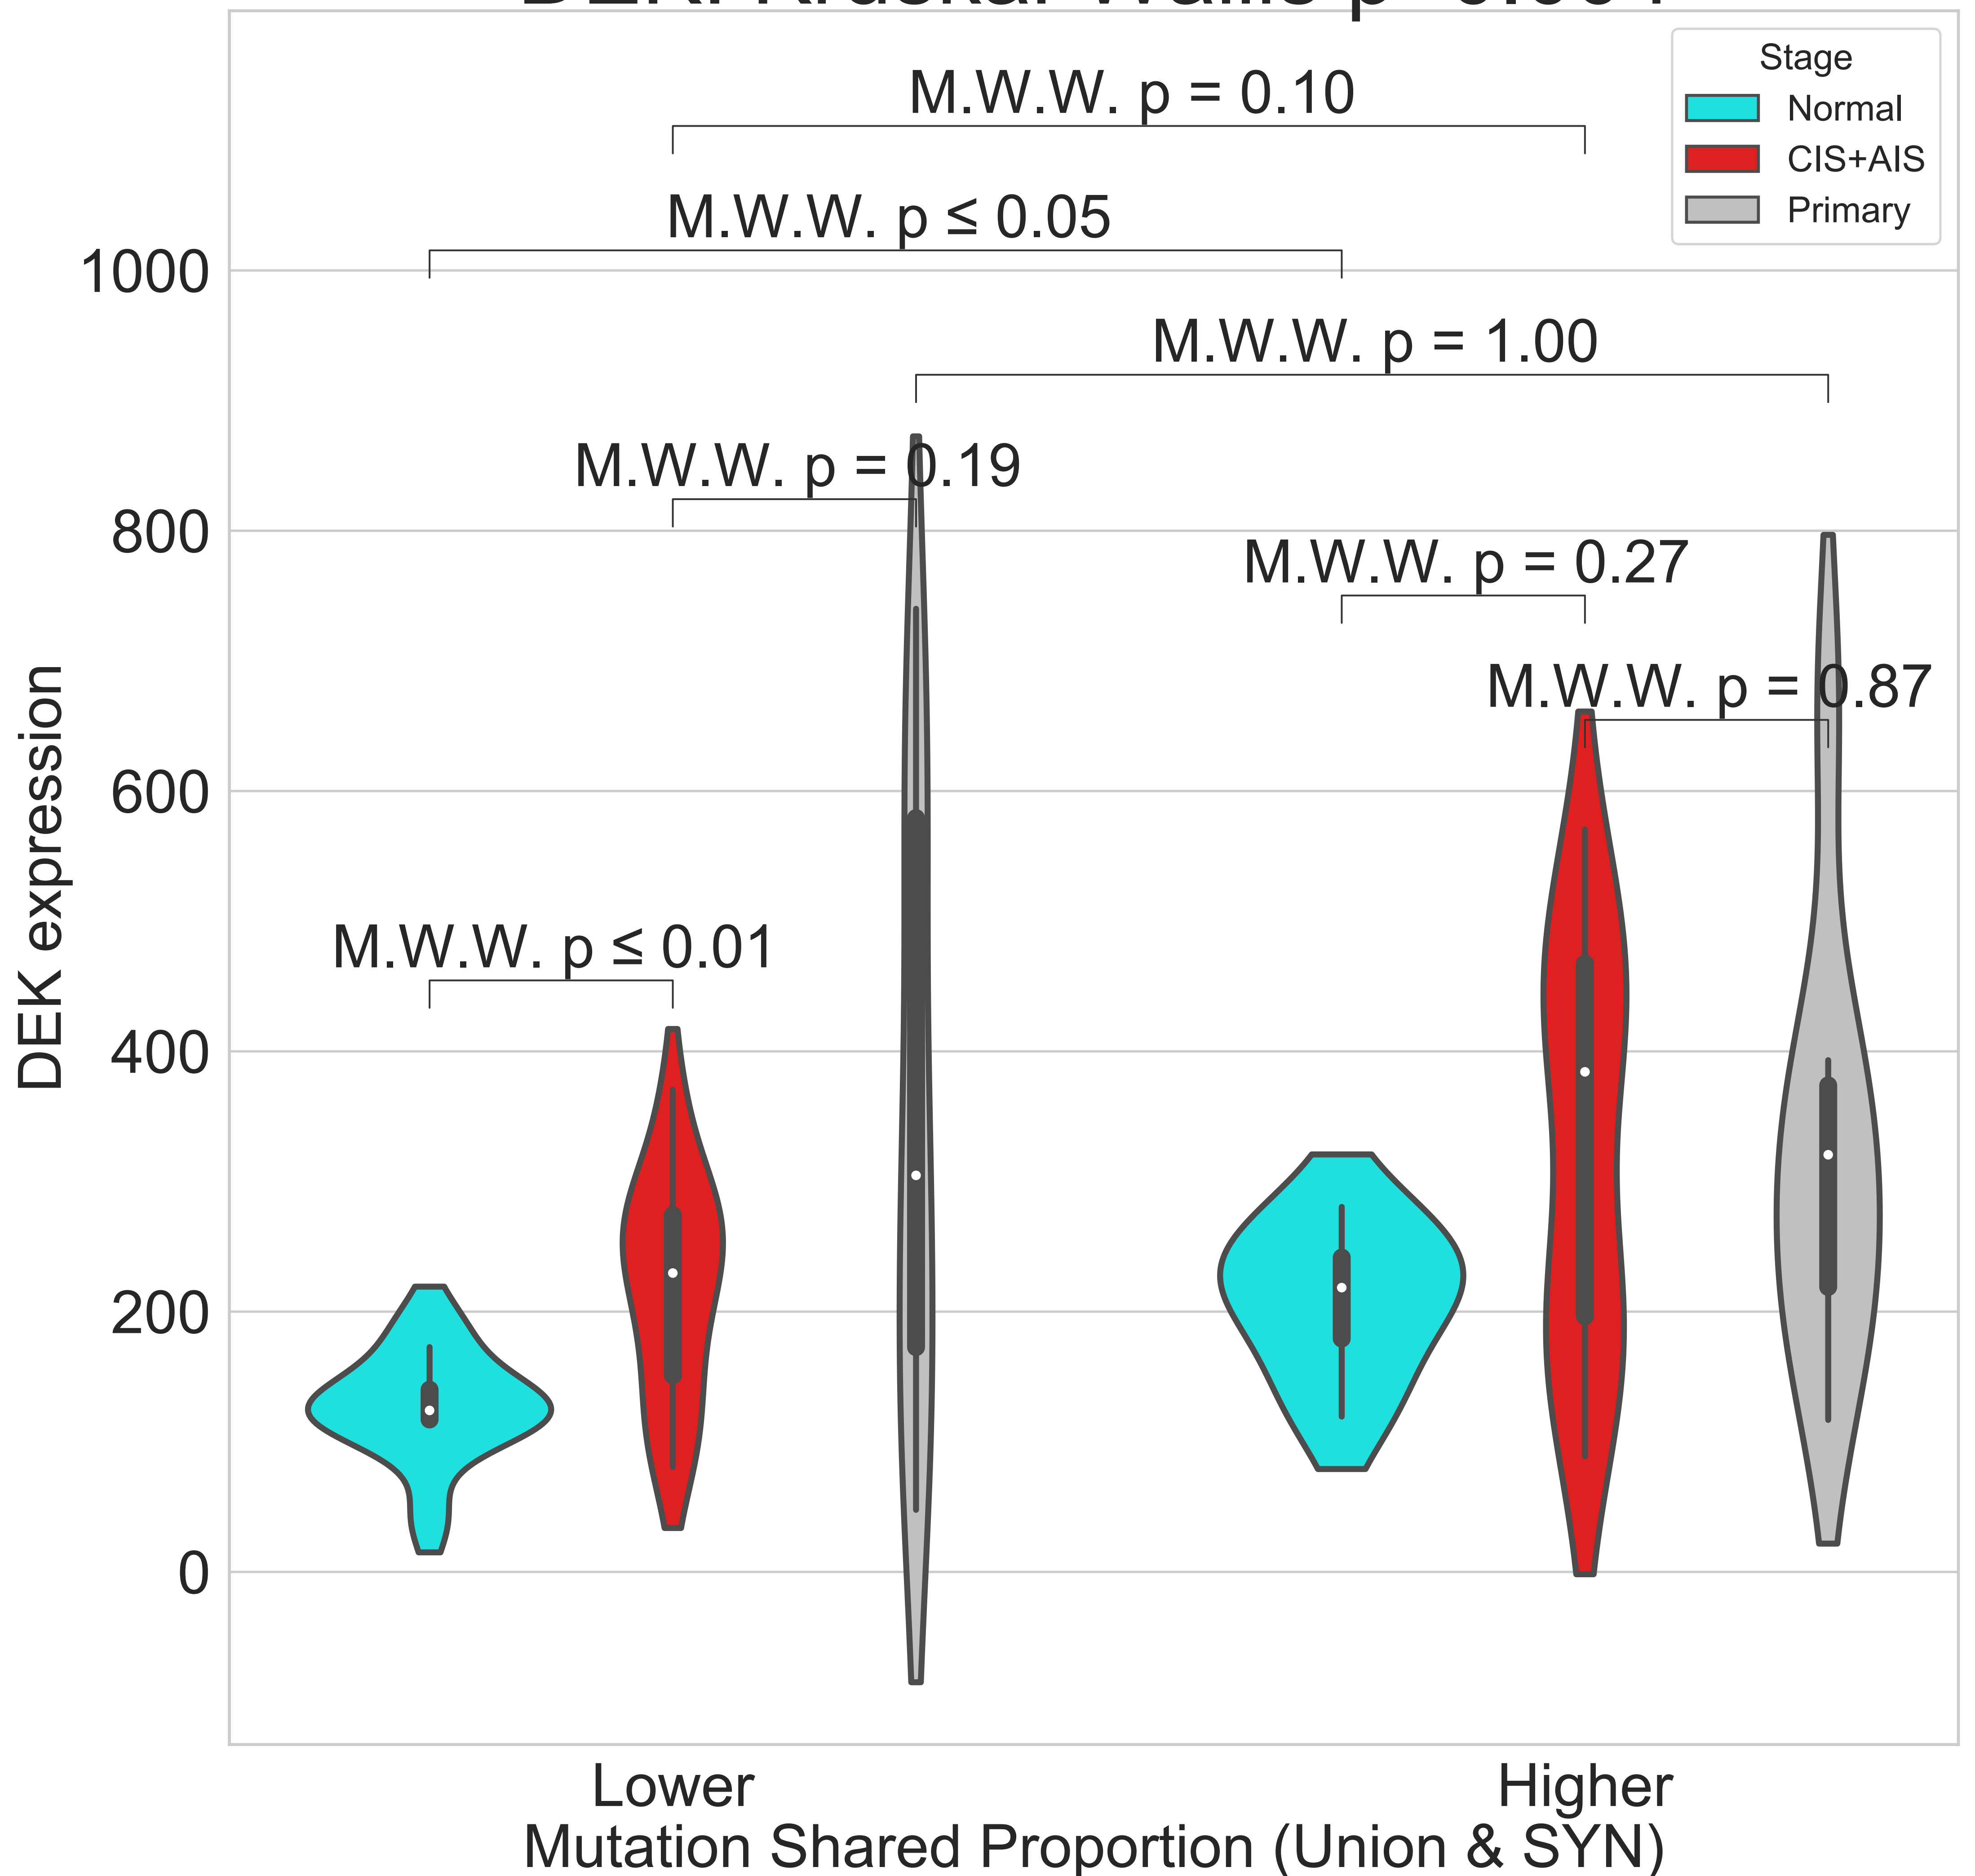 Stage
Normal
CIS+AIS
Primary
M.W.W. p = 0.10
M.W.W. p ≤ 0.05
M.W.W. p = 1.00
M.W.W. p = 0.19
M.W.W. p = 0.27
M.W.W. p = 0.87
M.W.W. p ≤ 0.01
1000
800
600
400
200
0
DEK expression
Lower
Higher
Mutation Shared Proportion (Union & SYN)